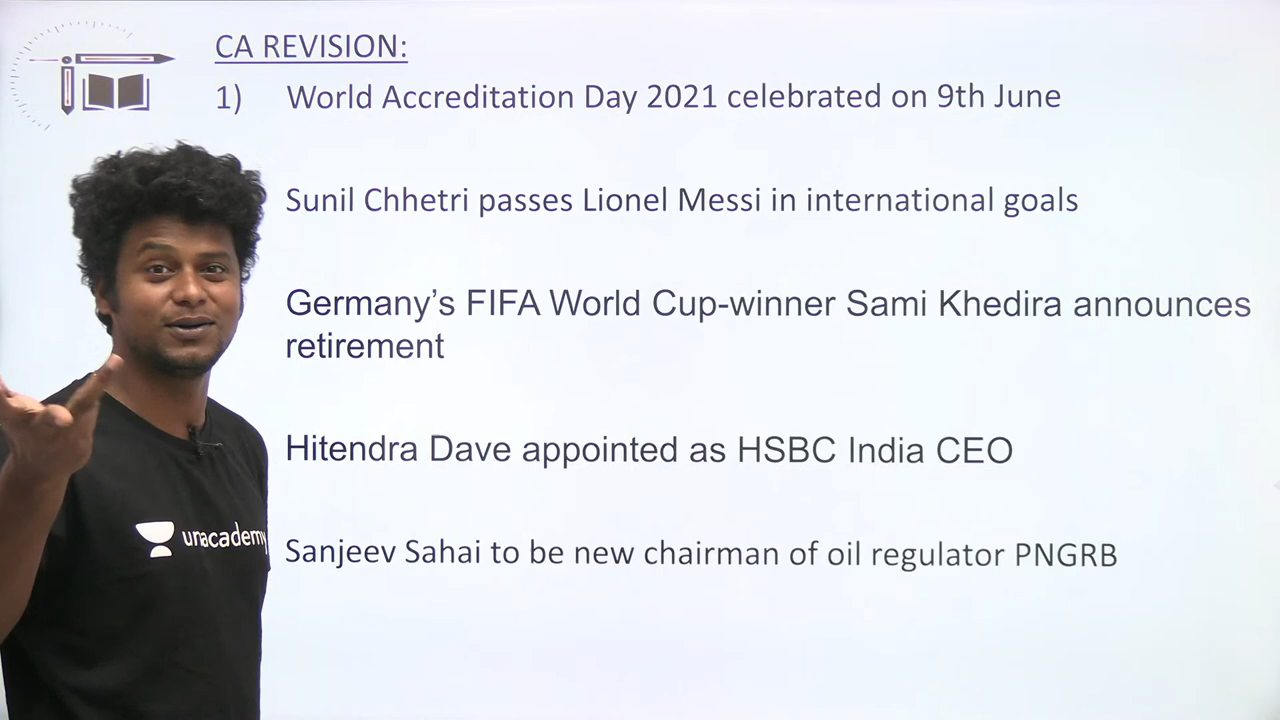 CA REVISION:
1) World Accreditation Day 2021 celebrated on 9th June
Sunil Chhetri passes Lionel Messi in international goals
Germany’s FIFA World Cup-winner Sami Khedira announces
retirement
Hitendra Dave appointed as HSBC India CEO
unacademy
Sanjeev Sahai to be new chairman of oil regulator PNGRB